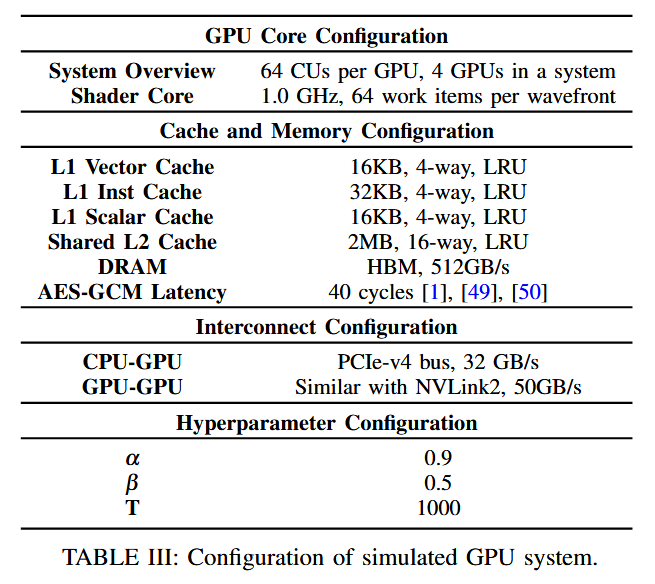 GPU Core Configuration
System Overview 64 CUs per GPU, 4 GPUs in a system
Shader Core 1.0 GHz, 64 work items per wavefront
Cache and Memory Configuration
L1 Vector Cache 16KB, 4-way, LRU
L1 Inst Cache 32KB, 4-way, LRU
L1 Scalar Cache 16KB, 4-way, LRU
Shared L2 Cache 2MB, 16-way, LRU
DRAM HBM, 512GB/s
AES-GCM Latency 40 cycles [1], [49], [50]
Interconnect Configuration
CPU-GPU PCIe-v4 bus, 32 GB/s
GPU-GPU Similar with NVLink2, 50GB/s
Hyperparameter Configuration
α 0.9
β 0.5
T 1000
TABLE III: Configuration of simulated GPU system.